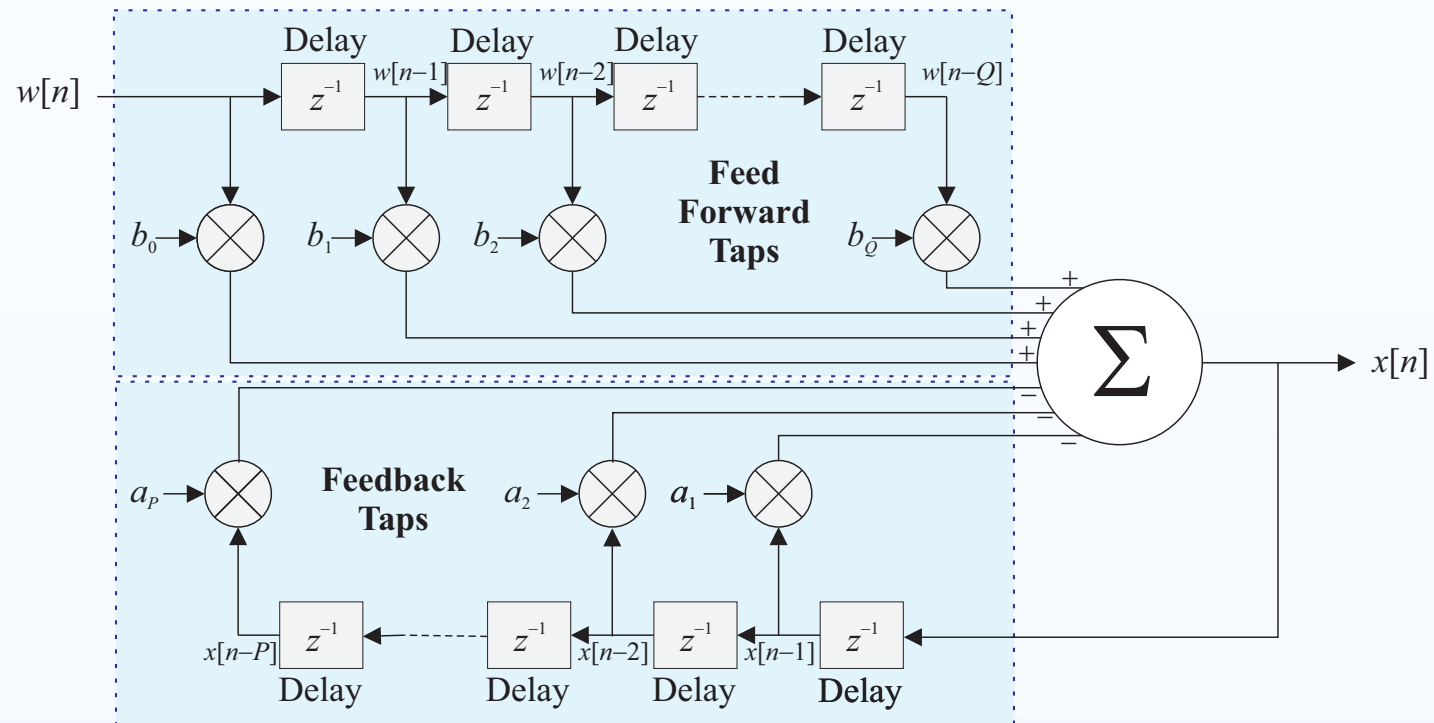 Delay Delay Delay Delay
w[n] z⁻¹ w[n−1] z⁻¹ w[n−2] z⁻¹ z⁻¹ w[n−Q]
Feed
Forward
Taps
b₀ b₁ b₂ b_Q
+
+
+
+
Σ x[n]
−
−
−
a_P Feedback a₂ a₁
Taps
x[n−P] z⁻¹ z⁻¹ x[n−2] z⁻¹ x[n−1] z⁻¹
Delay Delay Delay Delay